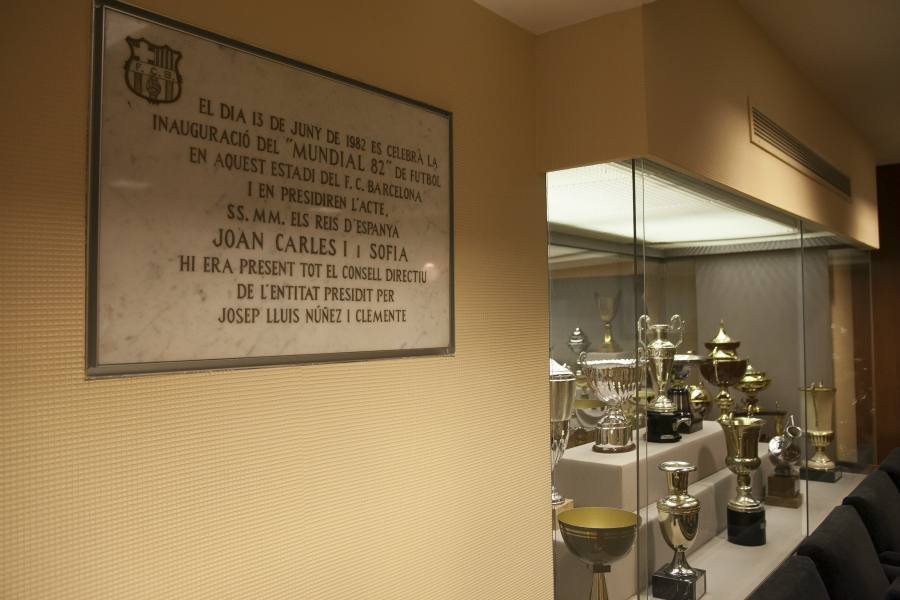 F.C.B.
EL DIA 13 DE JUNY DE 1982 ES CELEBRÀ LA
INAUGURACIÓ DEL "MUNDIAL 82" DE FUTBOL
EN AQUEST ESTADI DEL F.C. BARCELONA
I EN PRESIDIREN L'ACTE,
SS. MM. ELS REIS D'ESPANYA
JOAN CARLES I I SOFIA
HI ERA PRESENT TOT EL CONSELL DIRECTIU
DE L'ENTITAT PRESIDIT PER
JOSEP LLUIS NÚÑEZ I CLEMENTE